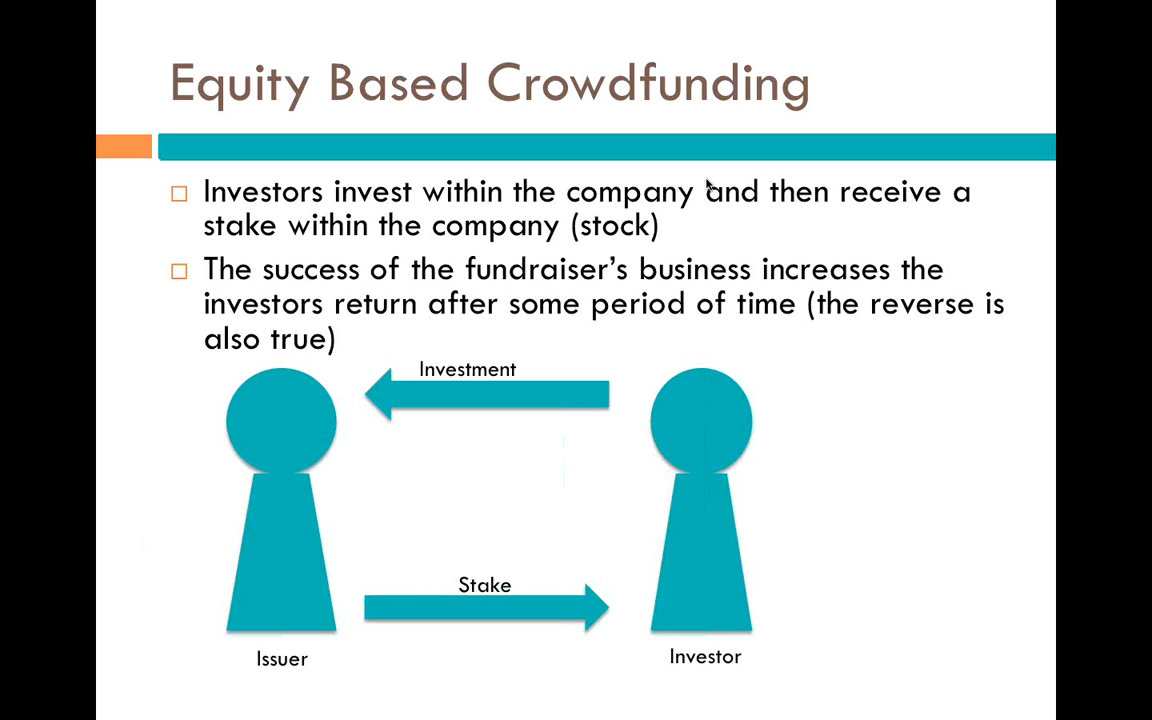 Equity Based Crowdfunding
Investors invest within the company and then receive a
stake within the company (stock)
The success of the fundraiser’s business increases the
investors return after some period of time (the reverse is
also true)
Investment
Stake
Issuer
Investor